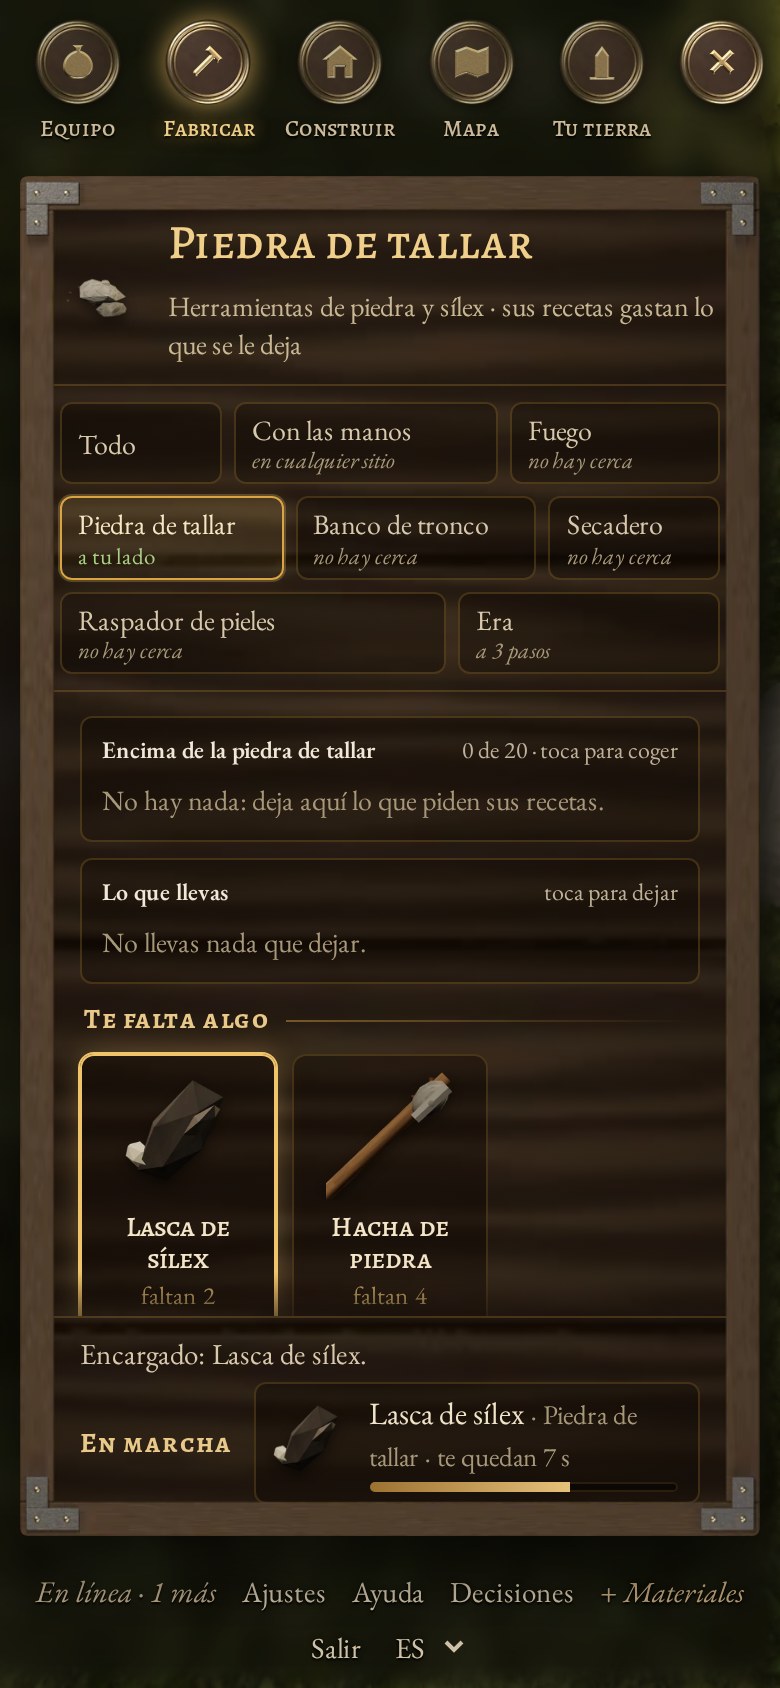 Equipo
Fabricar
Construir
Mapa
Tu tierra
Piedra de tallar
Herramientas de piedra y sílex · sus recetas gastan lo
que se le deja
Todo
Con las manos
en cualquier sitio
Fuego
no hay cerca
Piedra de tallar
a tu lado
Banco de tronco
no hay cerca
Secadero
no hay cerca
Raspador de pieles
no hay cerca
Era
a 3 pasos
Encima de la piedra de tallar
0 de 20 · toca para coger
No hay nada: deja aquí lo que piden sus recetas.
Lo que llevas
toca para dejar
No llevas nada que dejar.
Te falta algo
Lasca de
sílex
faltan 2
Hacha de
piedra
faltan 4
Encargado: Lasca de sílex.
En marcha
Lasca de sílex · Piedra de
tallar · te quedan 7 s
En línea · 1 más
Ajustes
Ayuda
Decisiones
+ Materiales
Salir
ES